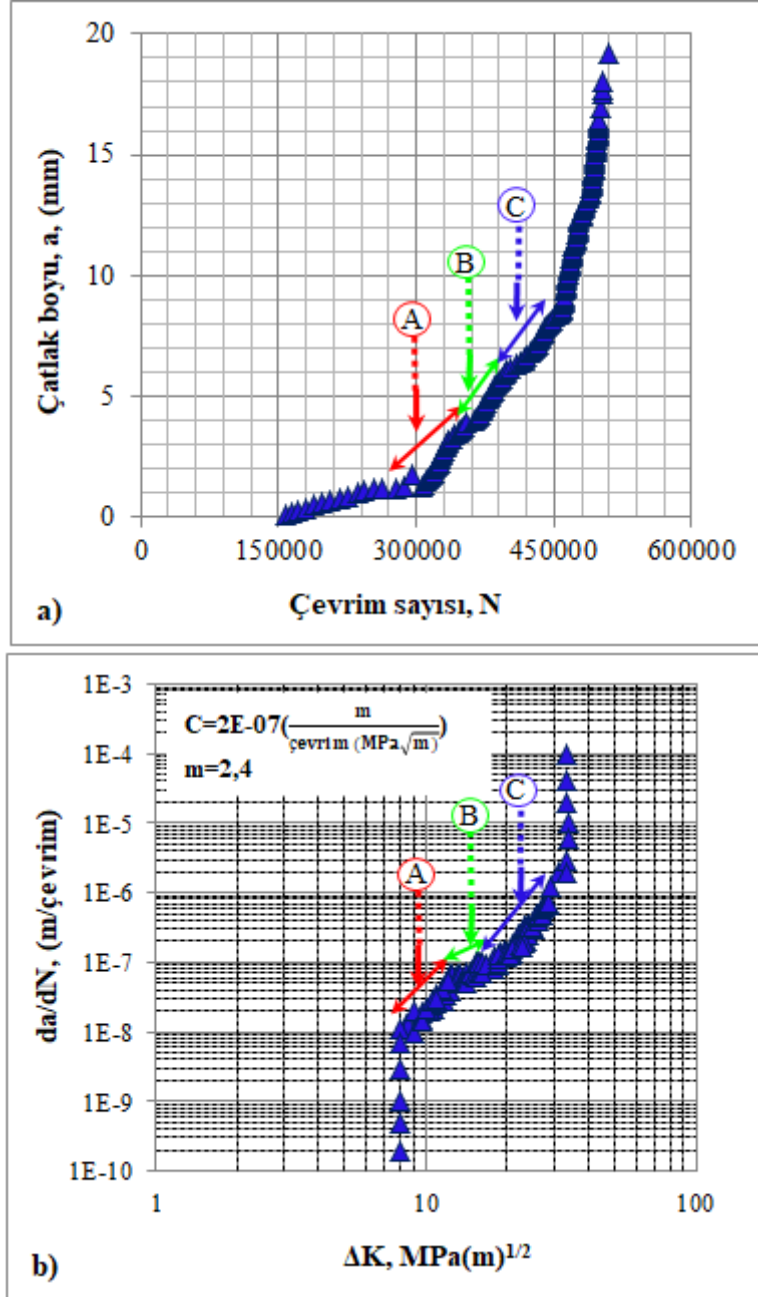 20
15
10
5
0
Çatlak boyu, a, (mm)
A
B
C
0 150000 300000 450000 600000
Çevrim sayısı, N
a)
1E-3
1E-4
1E-5
1E-6
1E-7
1E-8
1E-9
1E-10
da/dN, (m/çevrim)
C=2E-07(m/çevrim (MPa√m))
m=2,4
A
B
C
1 10 100
ΔK, MPa(m)^1/2
b)